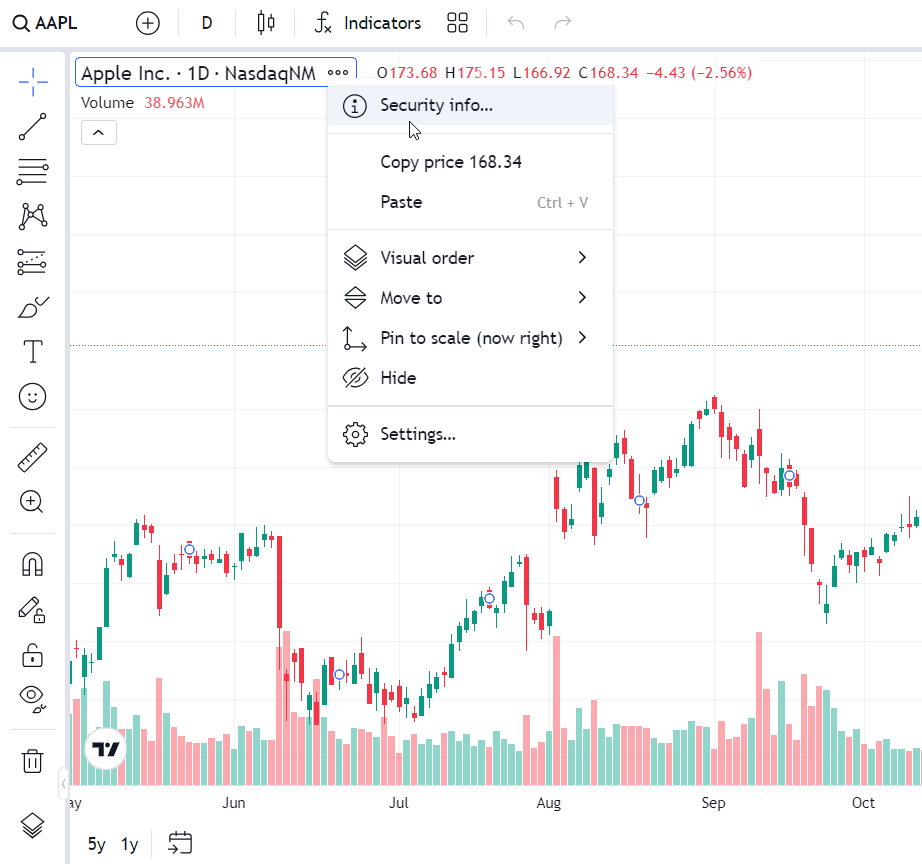 AAPL D Indicators
Apple Inc. · 1D · NasdaqNM O173.68 H175.15 L166.92 C168.34 −4.43 (−2.56%)
Volume 38.963M
Security info...
Copy price 168.34
Paste Ctrl + V
Visual order
Move to
Pin to scale (now right)
Hide
Settings...
ay Jun Jul Aug Sep Oct
5y 1y